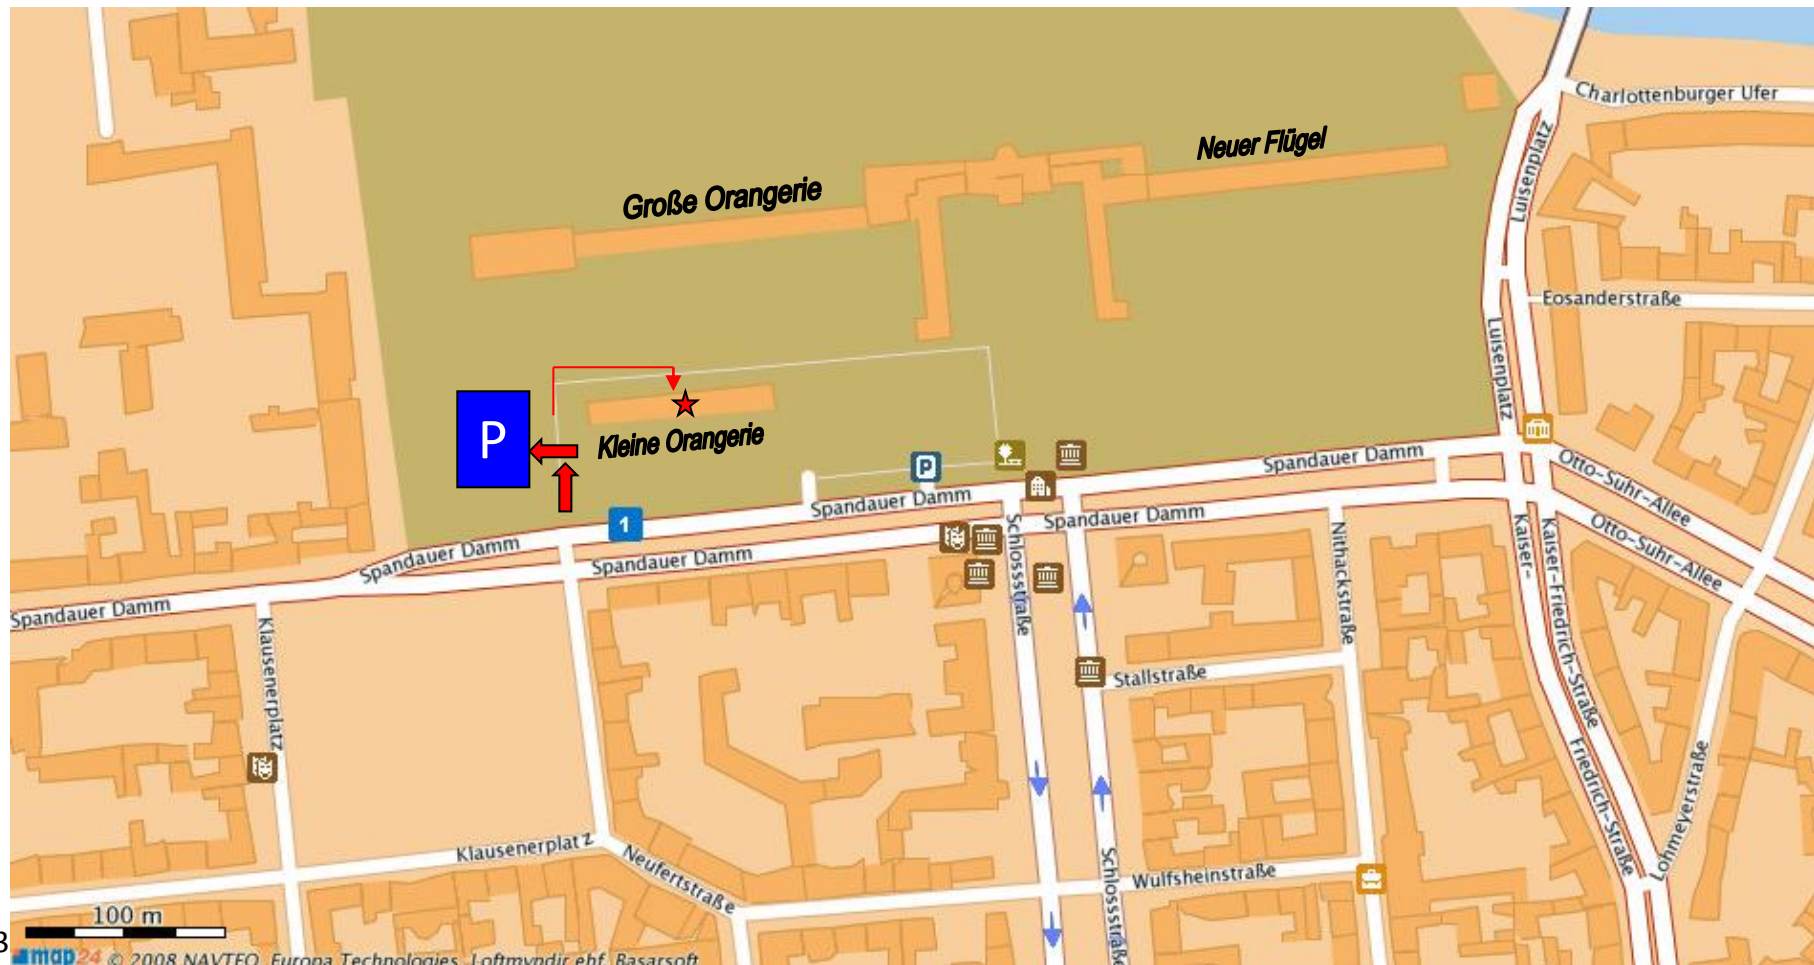 Charlottenburger Ufer
Neuer Flügel
Luisenplatz
Große Orangerie
Eosanderstraße
Luisenplatz
P
Kleine Orangerie
P
Spandauer Damm
Otto-Suhr-Allee
Spandauer Damm
1
Spandauer Damm
Otto-Suhr-Allee
Spandauer Damm
Spandauer Damm
Spandauer Damm
Schlossstraße
Nithackstraße
Kaiser-
Kaiser-Friedrich-Straße
Klausenerplatz
Stallstraße
Friedrich-Straße
Lohmeyerstraße
Klausenerplatz
Neufertstraße
Schlossstraße
Wulfsheinstraße
100 m
3
map24 © 2008 NAVTEQ, Europa Technologies, Loftmyndir ehf, Basarsoft